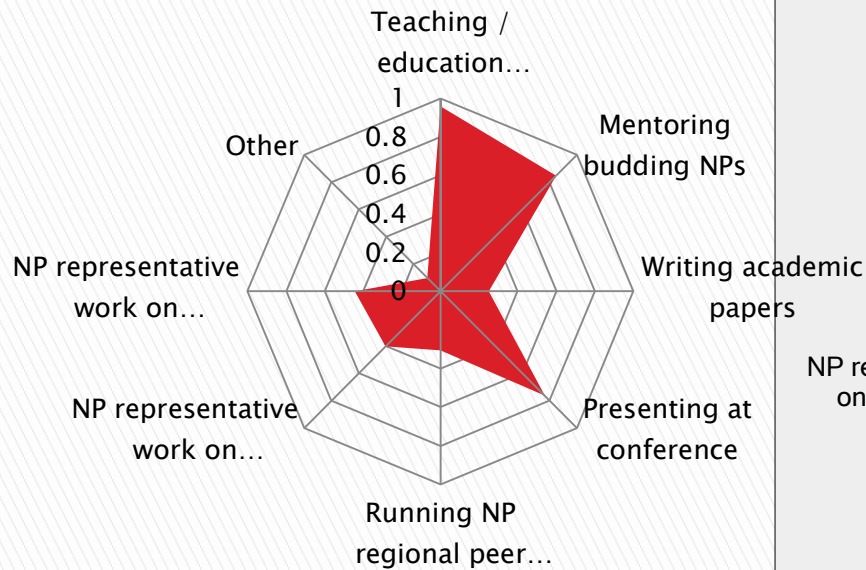 Teaching /
education…
Mentoring
budding NPs
Writing academic
papers
Presenting at
conference
Running NP
regional peer…
NP representative
work on…
NP representative
work on…
Other
1
0.8
0.6
0.4
0.2
0
NP re
on